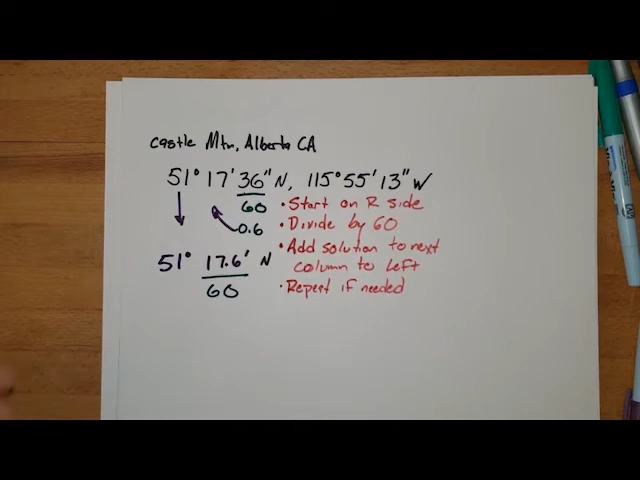 Castle Mtn, Alberta CA
51° 17' 36" N, 115° 55' 13" W
60
0.6
51° 17.6' N
60
• Start on R side
• Divide by 60
• Add solution to next
column to Left
• Repeat if needed